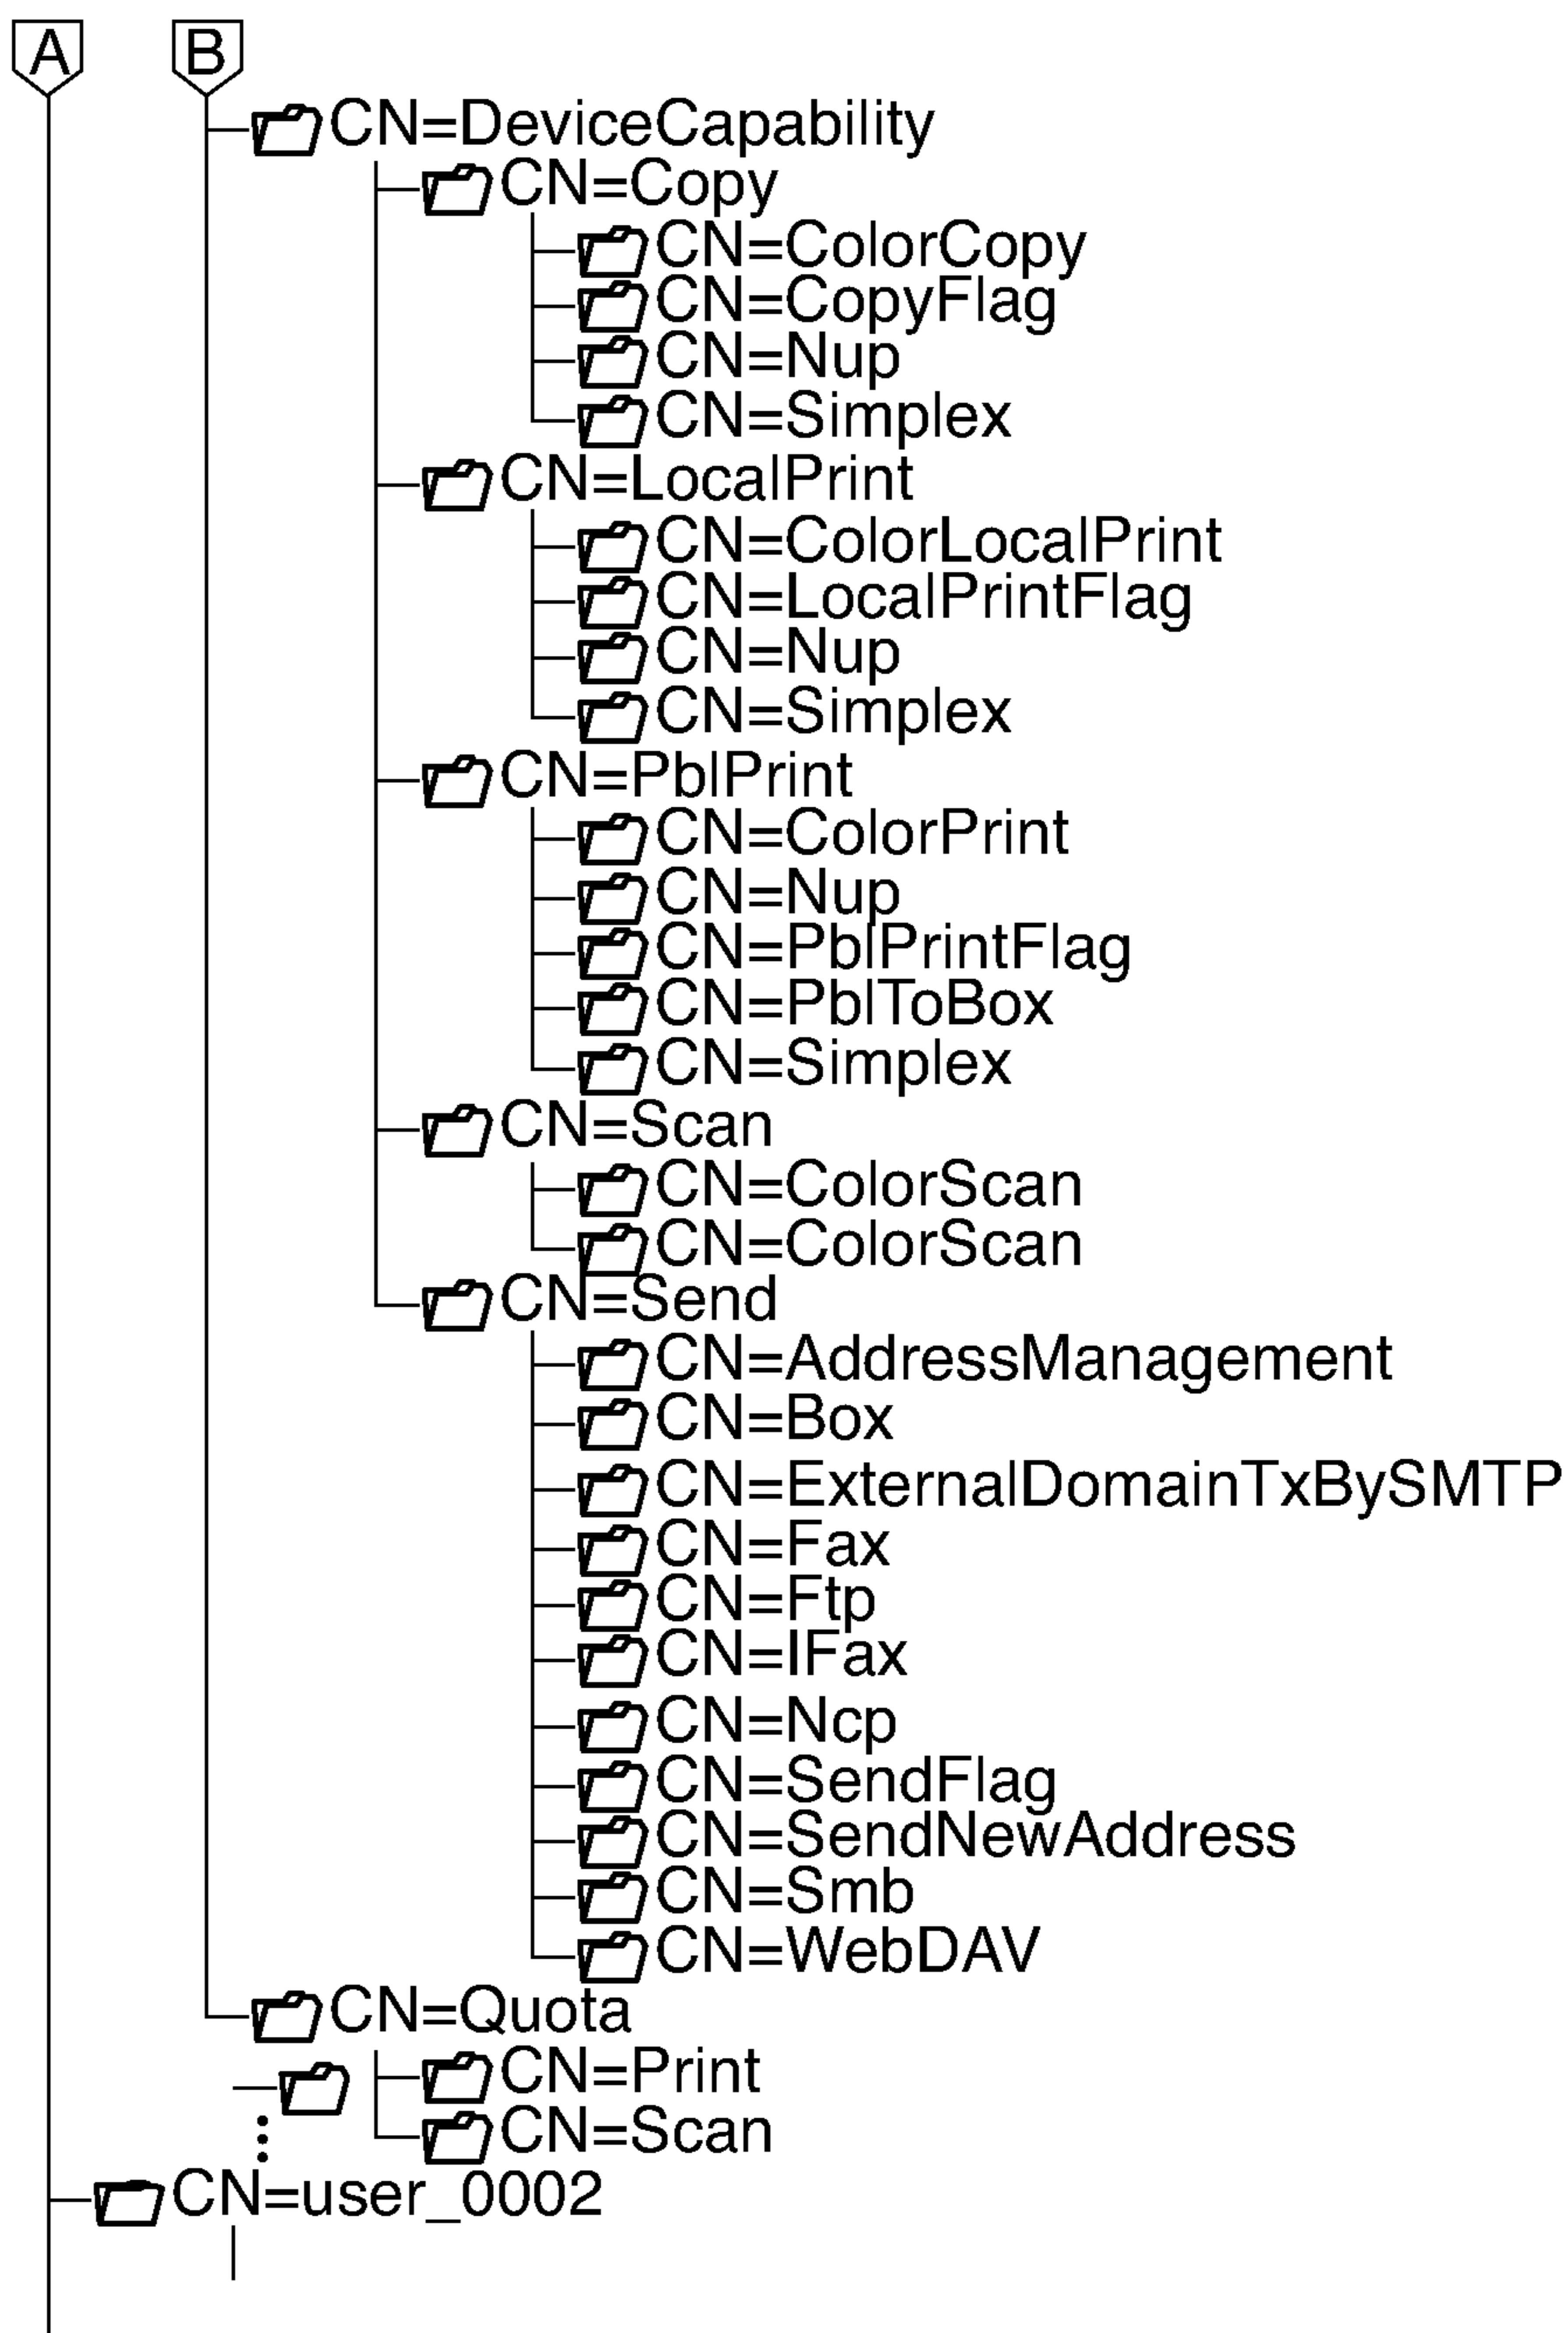 A B
CN=DeviceCapability
CN=Copy
CN=ColorCopy
CN=CopyFlag
CN=Nup
CN=Simplex
CN=LocalPrint
CN=ColorLocalPrint
CN=LocalPrintFlag
CN=Nup
CN=Simplex
CN=PblPrint
CN=ColorPrint
CN=Nup
CN=PblPrintFlag
CN=PblToBox
CN=Simplex
CN=Scan
CN=ColorScan
CN=ColorScan
CN=Send
CN=AddressManagement
CN=Box
CN=ExternalDomainTxBySMTP
CN=Fax
CN=Ftp
CN=IFax
CN=Ncp
CN=SendFlag
CN=SendNewAddress
CN=Smb
CN=WebDAV
CN=Quota
CN=Print
CN=Scan
CN=user_0002